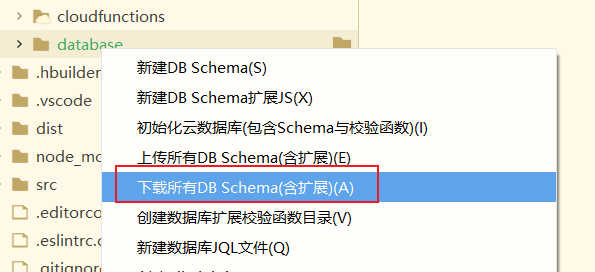 cloudfunctions
database
.hbuilder
.vscode
dist
node_mo
src
.editorco
.eslintrc.c
.gitignor
新建DB Schema(S)
新建DB Schema扩展JS(X)
初始化云数据库(包含Schema与校验函数)(I)
上传所有DB Schema(含扩展)(E)
下载所有DB Schema(含扩展)(A)
创建数据库扩展校验函数目录(V)
新建数据库JQL文件(Q)